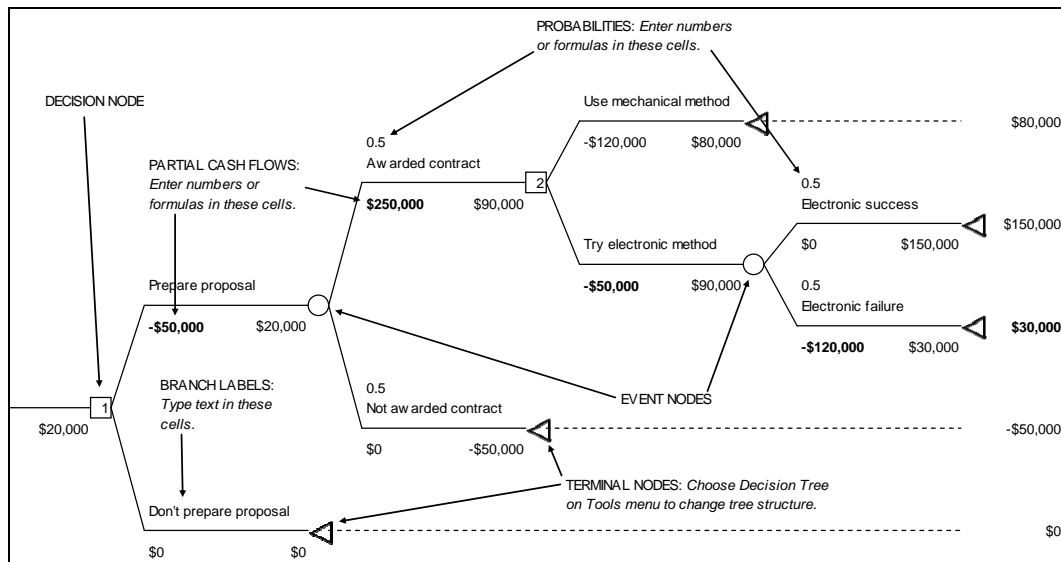 PROBABILITIES: Enter numbers
or formulas in these cells.
DECISION NODE
Use mechanical method
$80,000
-$120,000 $80,000
0.5
Awarded contract
PARTIAL CASH FLOWS:
Enter numbers or
formulas in these cells.
2
$250,000 $90,000
0.5
Electronic success
$150,000
$0 $150,000
Try electronic method
-$50,000 $90,000
0.5
Electronic failure
$30,000
-$120,000 $30,000
Prepare proposal
-$50,000 $20,000
BRANCH LABELS:
Type text in these
cells.
1
$20,000
0.5
Not awarded contract
EVENT NODES
-$50,000
$0 -$50,000
TERMINAL NODES: Choose Decision Tree
on Tools menu to change tree structure.
Don't prepare proposal
$0
$0 $0